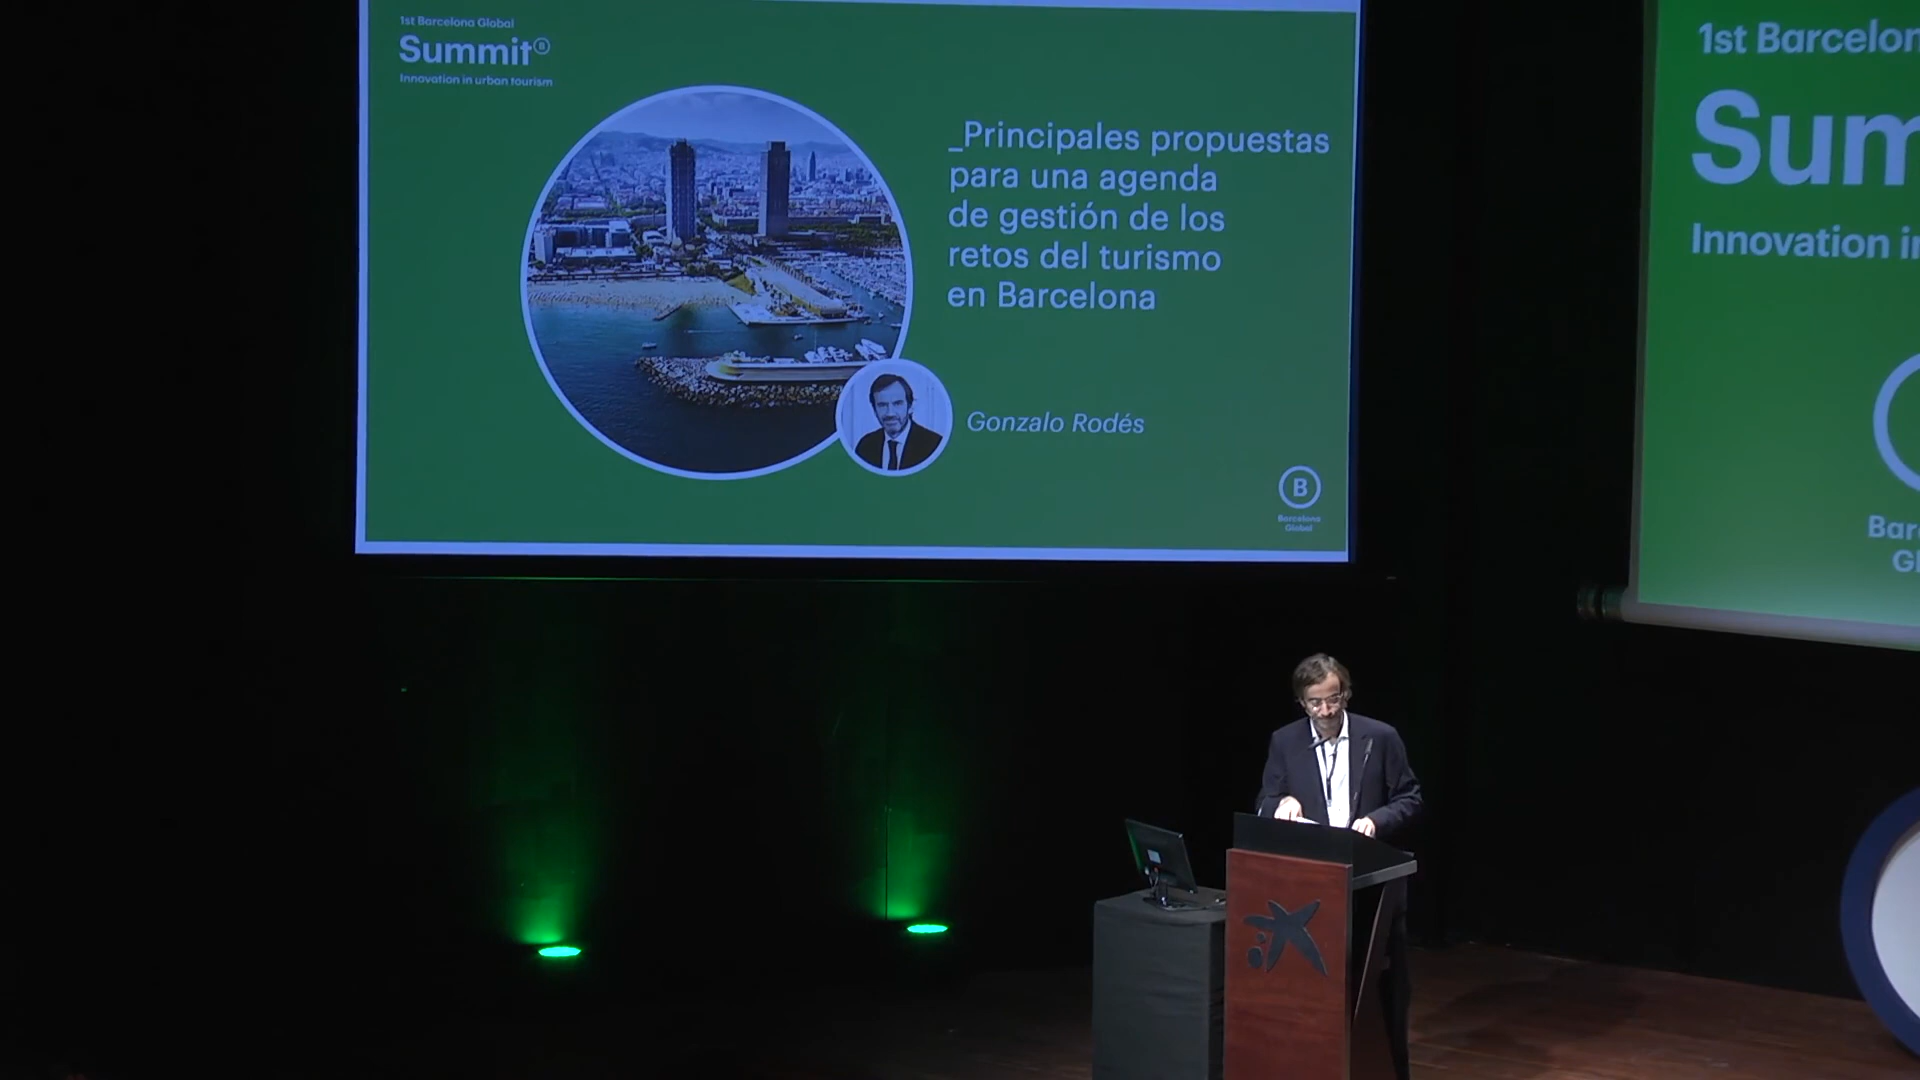 1st Barcelona Global
Summit B
Innovation in urban tourism
_Principales propuestas
para una agenda
de gestión de los
retos del turismo
en Barcelona
Gonzalo Rodés
B
Barcelona
Global
1st Barcelon
Sum
Innovation i
Bar
Gl